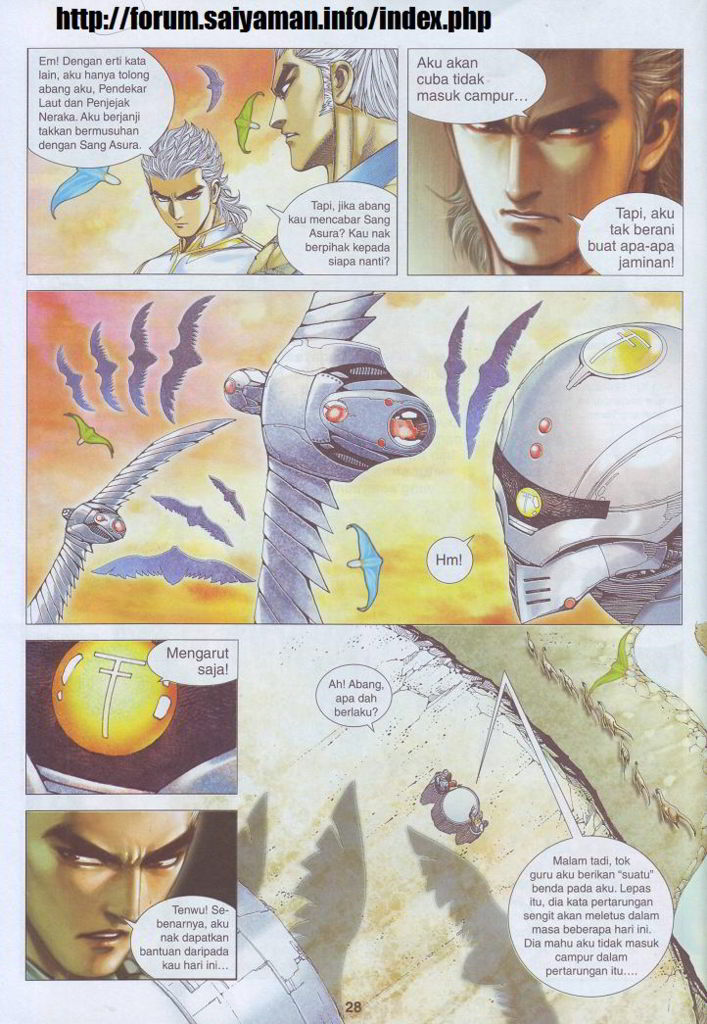 http://forum.saiyaman.info/index.php
Em! Dengan erti kata
lain, aku hanya tolong
abang aku, Pendekar
Laut dan Penjejak
Neraka. Aku berjanji
takkan bermusuhan
dengan Sang Asura.
Tapi, jika abang
kau mencabar Sang
Asura? Kau nak
berpihak kepada
siapa nanti?
Aku akan
cuba tidak
masuk campur...
Tapi, aku
tak berani
buat apa-apa
jaminan!
Hm!
Mengarut
saja!
Ah! Abang,
apa dah
berlaku?
Tenwu! Se-
benarnya, aku
nak dapatkan
bantuan daripada
kau hari ini...
Malam tadi, tok
guru aku berikan “suatu”
benda pada aku. Lepas
itu, dia kata pertarungan
sengit akan meletus dalam
masa beberapa hari ini.
Dia mahu aku tidak masuk
campur dalam
pertarungan itu....
28